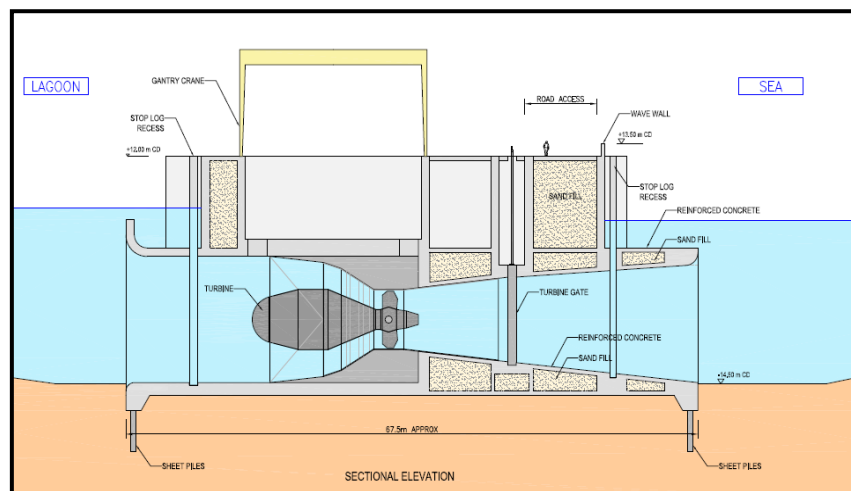 LAGOON
SEA
GANTRY CRANE
ROAD ACCESS
WAVE WALL
STOP LOG
RECESS
+12.00 m CD
+13.50 m CD
STOP LOG
RECESS
SAND FILL
REINFORCED CONCRETE
SAND FILL
TURBINE
TURBINE GATE
REINFORCED CONCRETE
SAND FILL
-14.50 m CD
67.5m APPROX
SHEET PILES
SECTIONAL ELEVATION
SHEET PILES